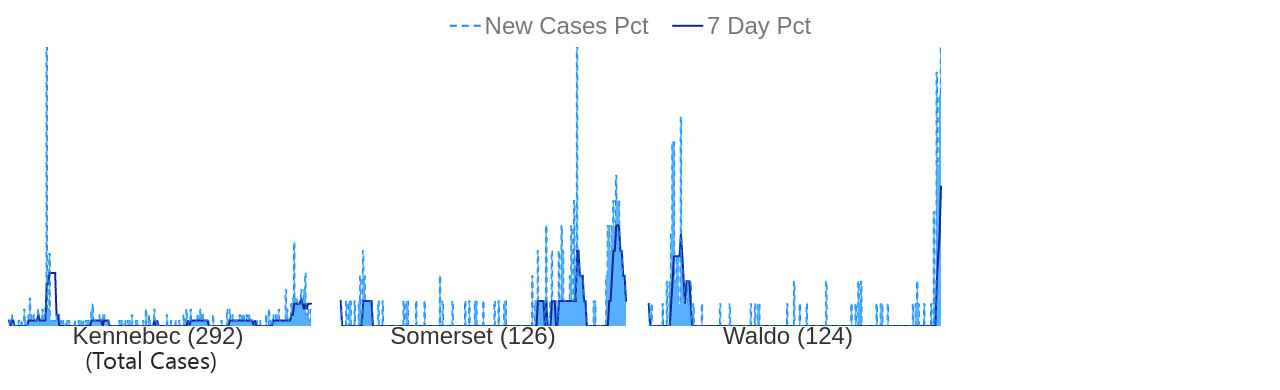 New Cases Pct 7 Day Pct
Kennebec (292) Somerset (126) Waldo (124)
(Total Cases)